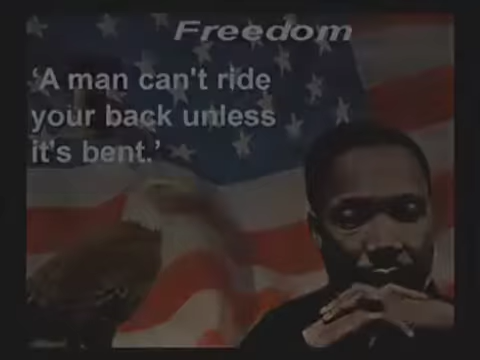 Freedom
‘A man can't ride
your back unless
it's bent.’